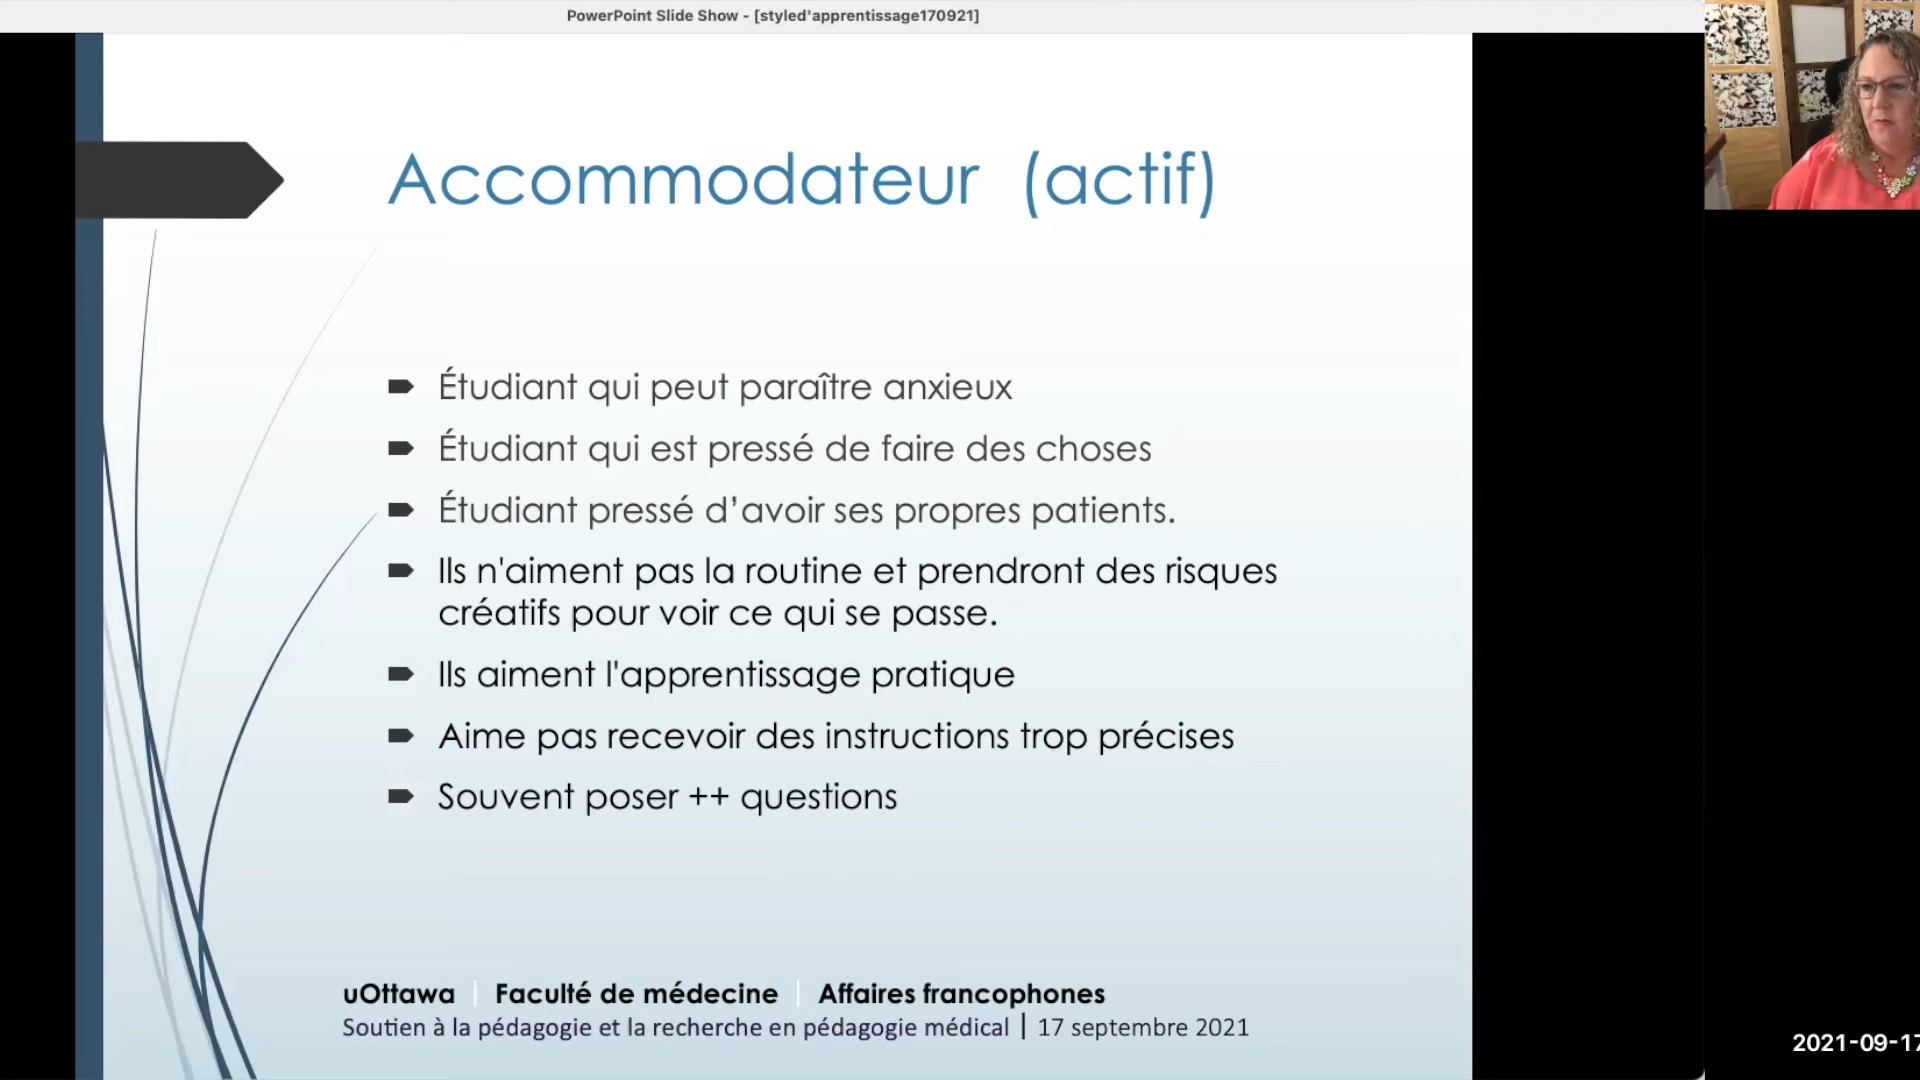 PowerPoint Slide Show - [styled'apprentissage170921]
Accommodateur (actif)
Étudiant qui peut paraître anxieux
Étudiant qui est pressé de faire des choses
Étudiant pressé d’avoir ses propres patients.
Ils n'aiment pas la routine et prendront des risques
créatifs pour voir ce qui se passe.
Ils aiment l'apprentissage pratique
Aime pas recevoir des instructions trop précises
Souvent poser ++ questions
uOttawa | Faculté de médecine | Affaires francophones
Soutien à la pédagogie et la recherche en pédagogie médical | 17 septembre 2021
2021-09-17